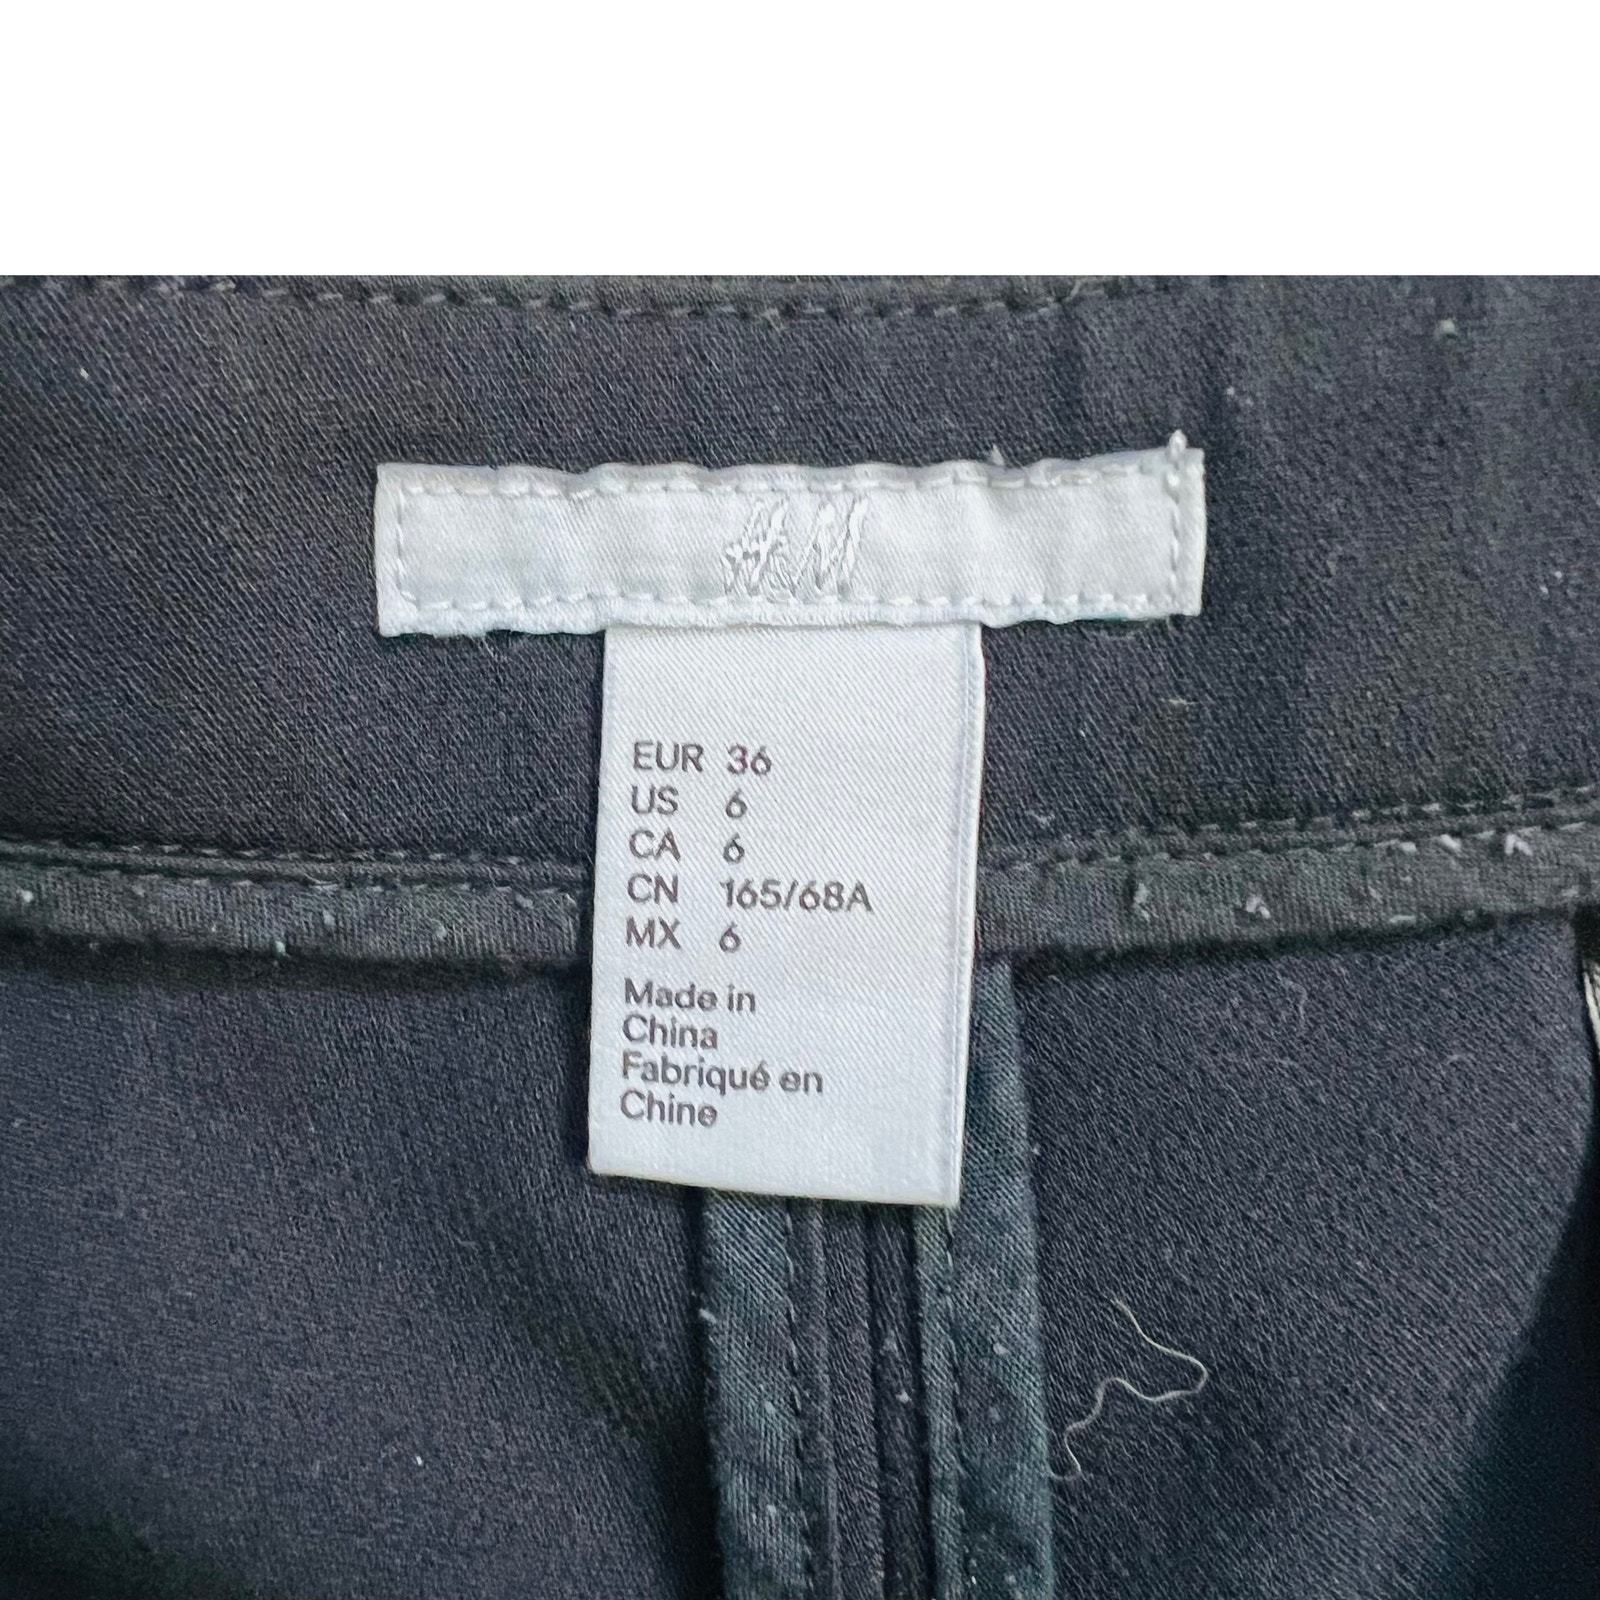 H&M
EUR 36
US 6
CA 6
CN 165/68A
MX 6
Made in
China
Fabriqué en
Chine